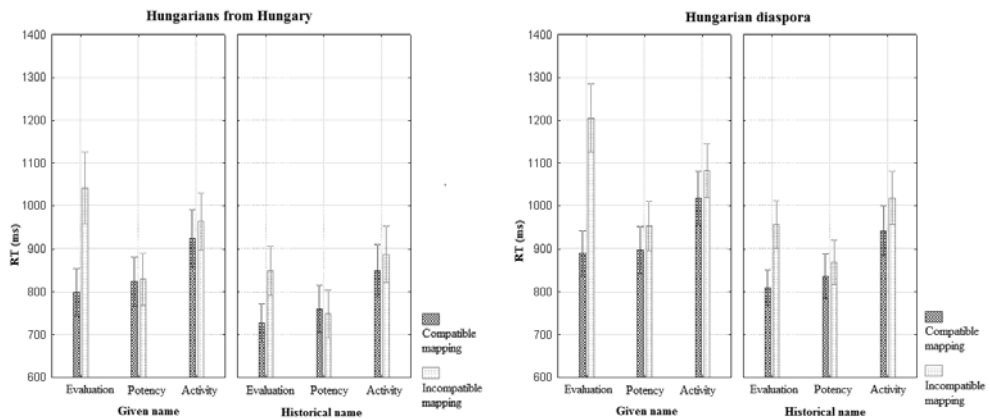 Hungarians from Hungary
1400
1300
1200
1100
1000
900
800
700
600
RT (ms)
Evaluation Potency Activity
Given name
Evaluation Potency Activity
Historical name
Compatible
mapping
Incompatible
mapping
Hungarian diaspora
1400
1300
1200
1100
1000
900
800
700
600
RT (ms)
Evaluation Potency Activity
Given name
Evaluation Potency Activity
Historical name
Compatible
mapping
Incompatible
mapping